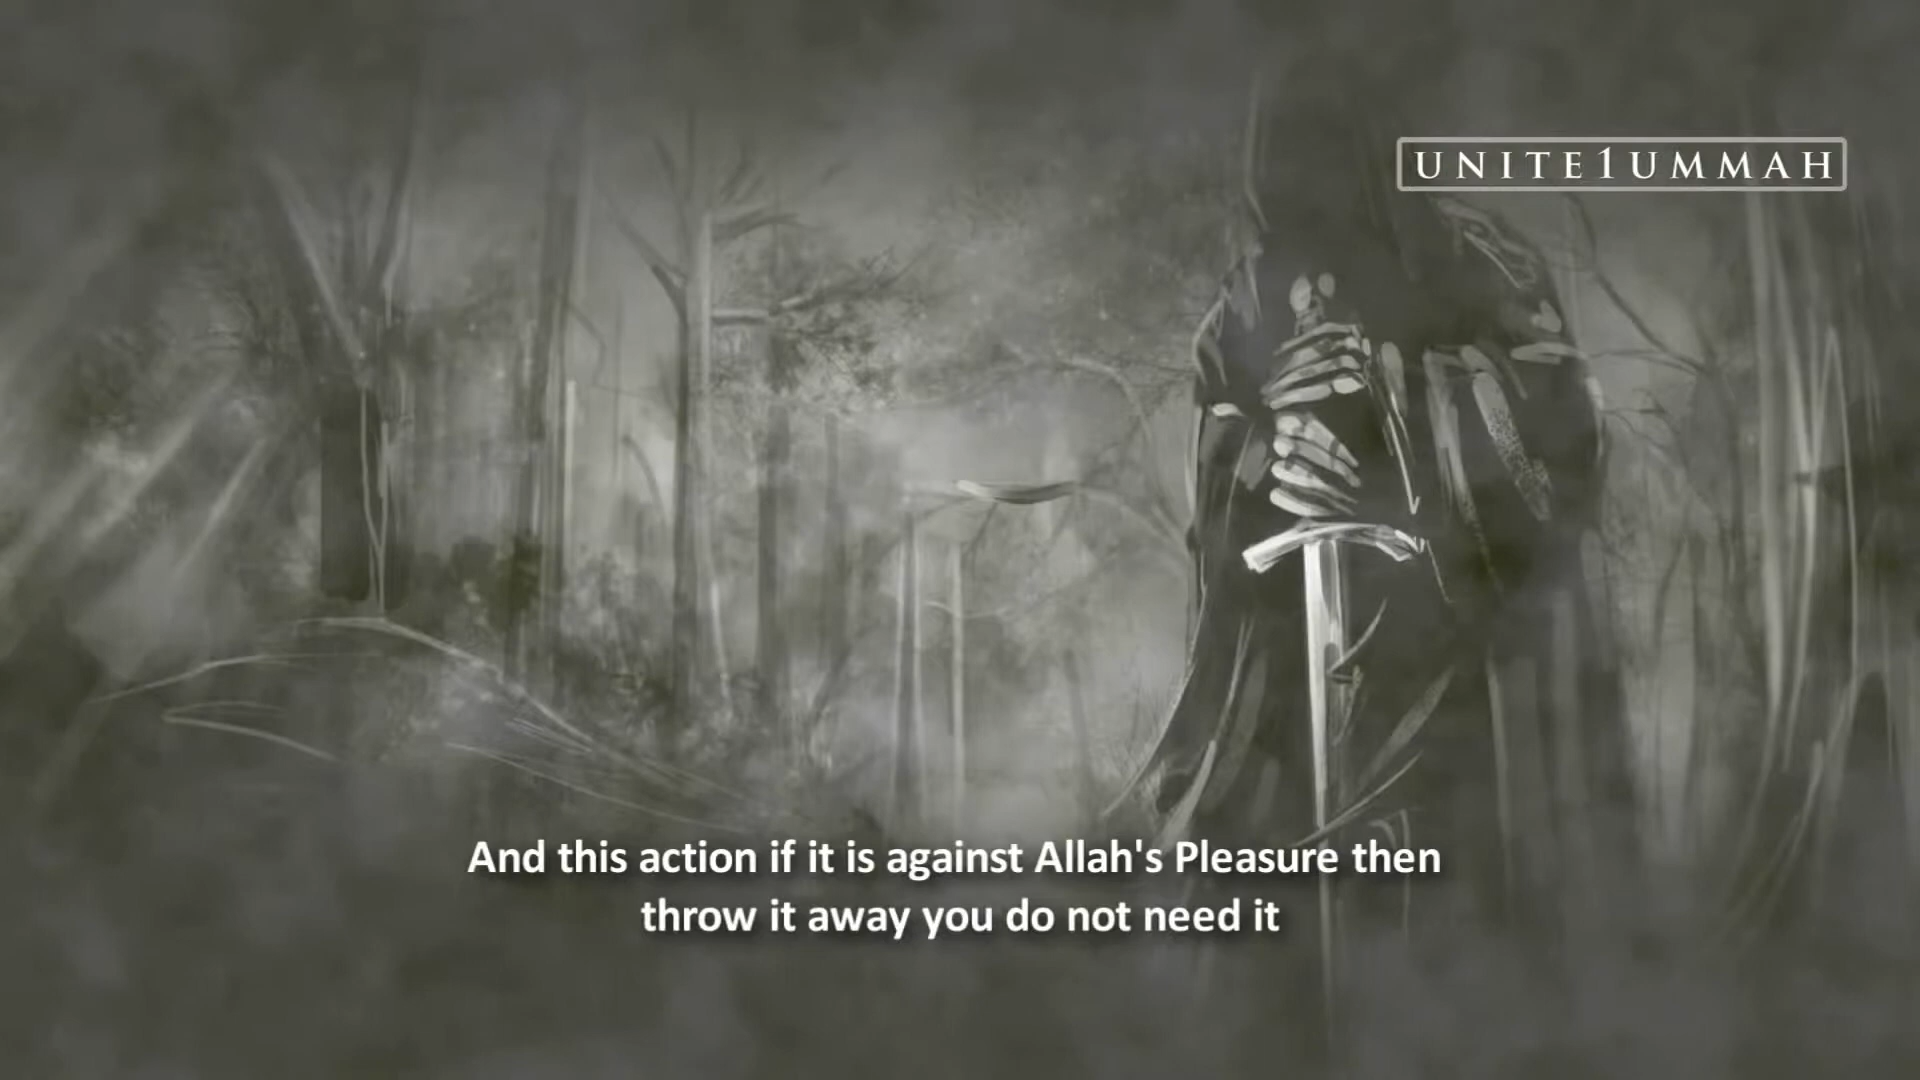 UNITE1UMMAH
And this action if it is against Allah's Pleasure then
throw it away you do not need it